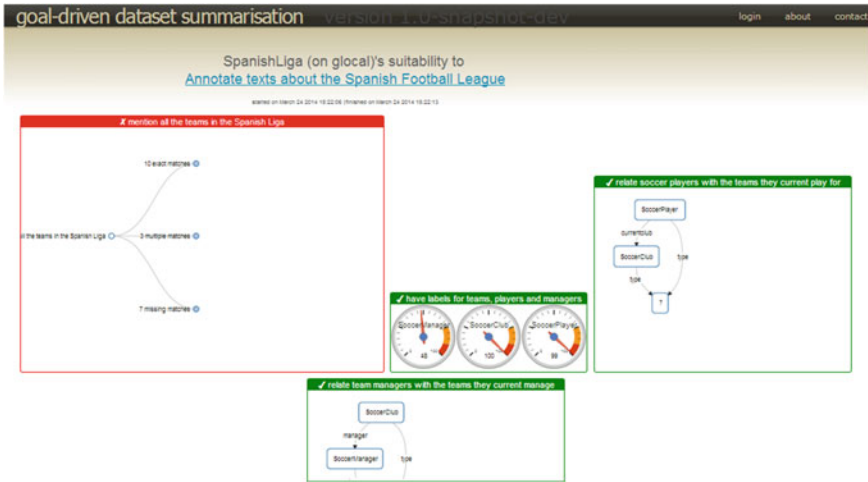 goal-driven dataset summarisation version 1.0-snapshot-dev
login about contact
SpanishLiga (on glocal)'s suitability to
Annotate texts about the Spanish Football League
started on March 24 2014 15:22:06 (finished on March 24 2014 15:22:13
✗ mention all the teams in the Spanish Liga
10 exact matches
ll the teams in the Spanish Liga
3 multiple matches
7 missing matches
✓ have labels for teams, players and managers
SoccerManager
48
SoccerClub
100
SoccerPlayer
99
✓ relate soccer players with the teams they current play for
SoccerPlayer
currentclub
SoccerClub
type
type
?
✓ relate team managers with the teams they current manage
SoccerClub
manager
SoccerManager
type